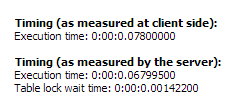 Timing (as measured at client side):
Execution time: 0:00:0.07800000
Timing (as measured by the server):
Execution time: 0:00:0.06799500
Table lock wait time: 0:00:0.00142200